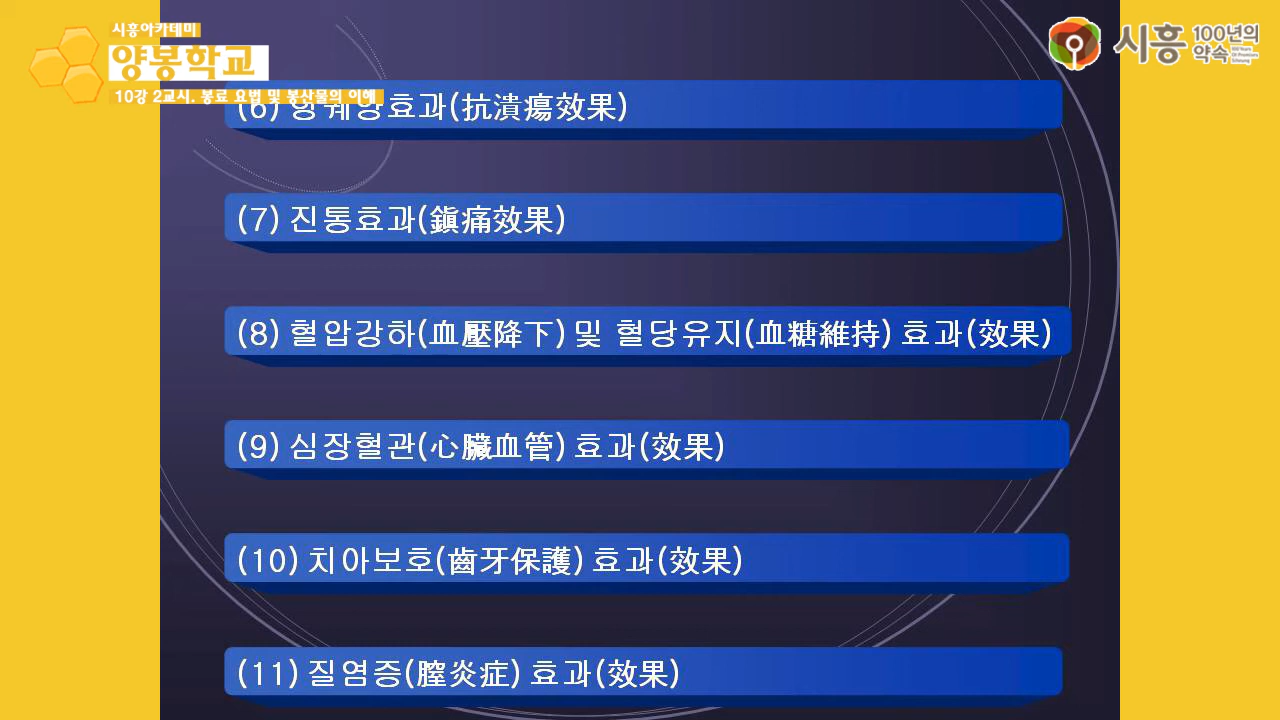 시흥아카데미
양봉학교
10강 2교시. 봉료 요법 및 봉산물의 이해
시흥 100년의 약속
(6) 항궤양효과(抗潰瘍效果)
(7) 진통효과(鎭痛效果)
(8) 혈압강하(血壓降下) 및 혈당유지(血糖維持) 효과(效果)
(9) 심장혈관(心臟血管) 효과(效果)
(10) 치아보호(齒牙保護) 효과(效果)
(11) 질염증(膣炎症) 효과(效果)